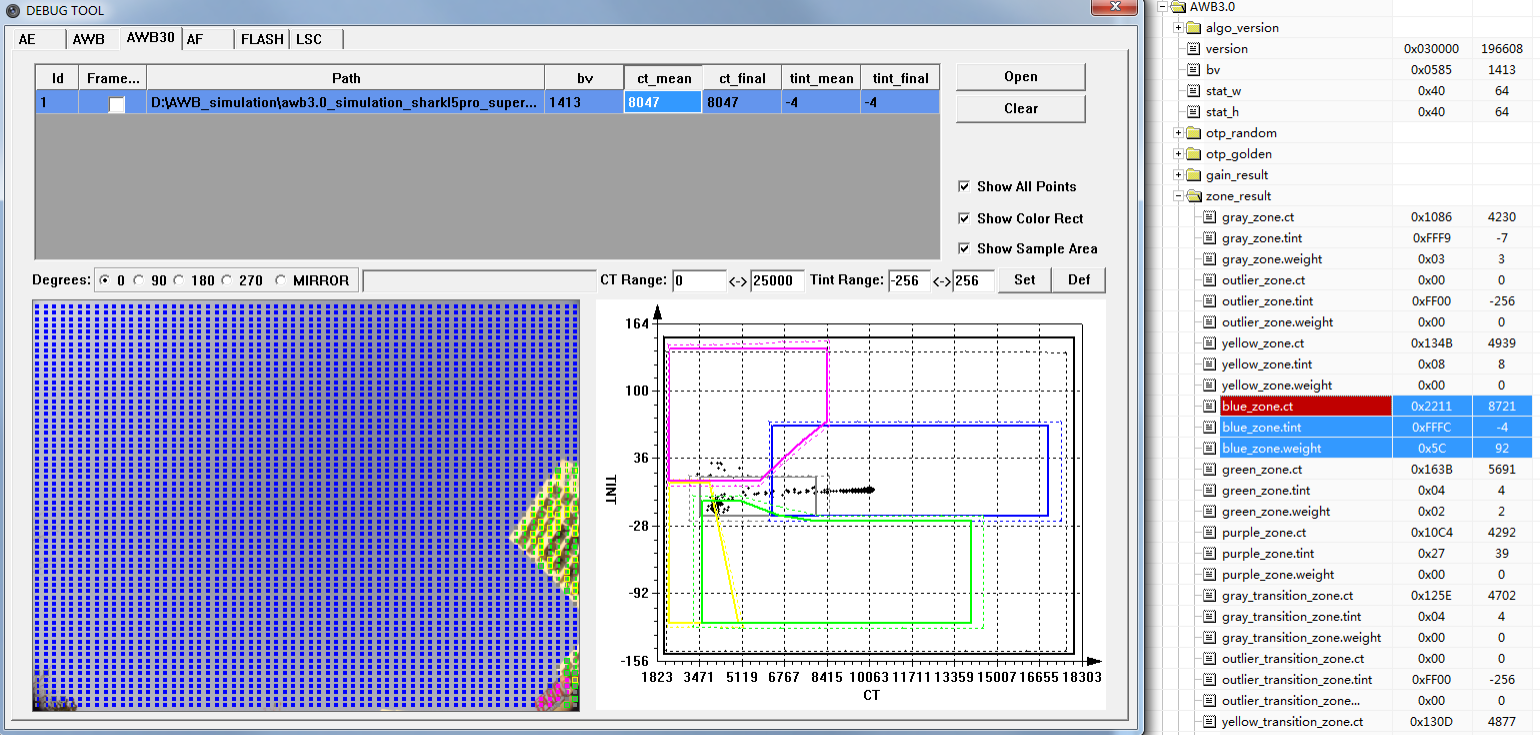 DEBUG TOOL
AE AWB AWB30 AF FLASH LSC
Id Frame... Path bv ct_mean ct_final tint_mean tint_final
1 D:\AWB_simulation\awb3.0_simulation_sharkl5pro_super... 1413 8047 8047 -4 -4
Open
Clear
Show All Points
Show Color Rect
Show Sample Area
Degrees: 0 90 180 270 MIRROR CT Range: 0 <-> 25000 Tint Range: -256 <-> 256 Set Def
164
100
36
-28
-92
-156
TINT
1823 3471 5119 6767 8415 10063 11711 13359 15007 16655 18303
CT
AWB3.0
algo_version
version 0x030000 196608
bv 0x0585 1413
stat_w 0x40 64
stat_h 0x40 64
otp_random
otp_golden
gain_result
zone_result
gray_zone.ct 0x1086 4230
gray_zone.tint 0xFFF9 -7
gray_zone.weight 0x03 3
outlier_zone.ct 0x00 0
outlier_zone.tint 0xFF00 -256
outlier_zone.weight 0x00 0
yellow_zone.ct 0x134B 4939
yellow_zone.tint 0x08 8
yellow_zone.weight 0x00 0
blue_zone.ct 0x2211 8721
blue_zone.tint 0xFFFC -4
blue_zone.weight 0x5C 92
green_zone.ct 0x163B 5691
green_zone.tint 0x04 4
green_zone.weight 0x02 2
purple_zone.ct 0x10C4 4292
purple_zone.tint 0x27 39
purple_zone.weight 0x00 0
gray_transition_zone.ct 0x125E 4702
gray_transition_zone.tint 0x04 4
gray_transition_zone.weight 0x00 0
outlier_transition_zone.ct 0x00 0
outlier_transition_zone.tint 0xFF00 -256
outlier_transition_zone... 0x00 0
yellow_transition_zone.ct 0x130D 4877